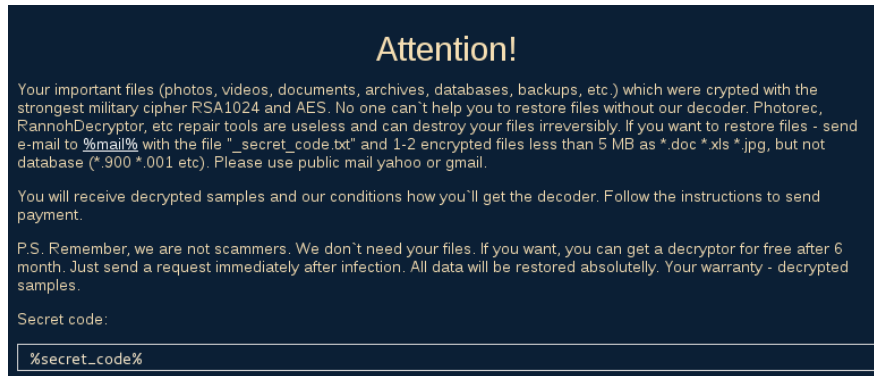 Attention!
Your important files (photos, videos, documents, archives, databases, backups, etc.) which were crypted with the
strongest military cipher RSA1024 and AES. No one can`t help you to restore files without our decoder. Photorec,
RannohDecryptor, etc repair tools are useless and can destroy your files irreversibly. If you want to restore files - send
e-mail to %mail% with the file "_secret_code.txt" and 1-2 encrypted files less than 5 MB as *.doc *.xls *.jpg, but not
database (*.900 *.001 etc). Please use public mail yahoo or gmail.
You will receive decrypted samples and our conditions how you`ll get the decoder. Follow the instructions to send
payment.
P.S. Remember, we are not scammers. We don`t need your files. If you want, you can get a decryptor for free after 6
month. Just send a request immediately after infection. All data will be restored absolutelly. Your warranty - decrypted
samples.
Secret code:
%secret_code%